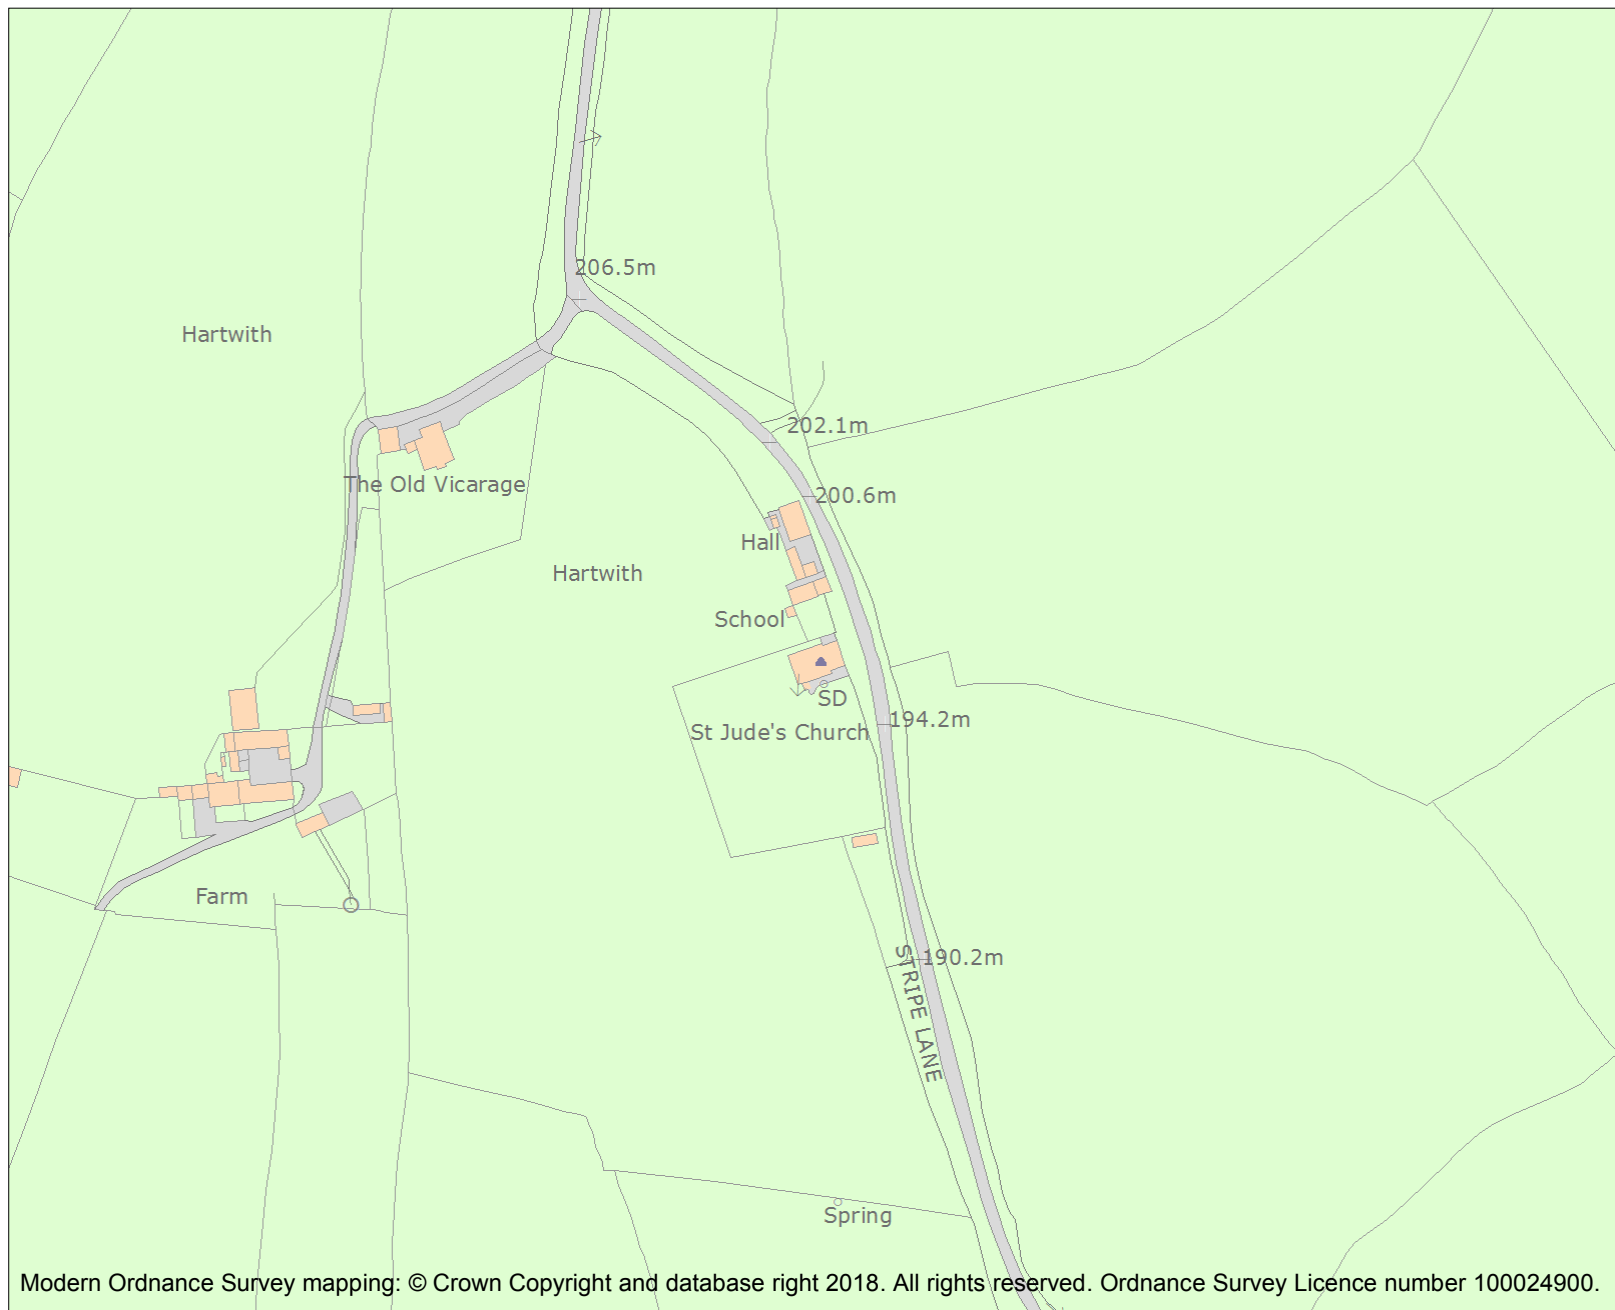 206.5m
Hartwith
202.1m
The Old Vicarage
200.6m
Hall
Hartwith
School
SD
St Jude's Church
194.2m
Farm
190.2m
STRIPE LANE
Spring
Modern Ordnance Survey mapping: © Crown Copyright and database right 2018. All rights reserved. Ordnance Survey Licence number 100024900.